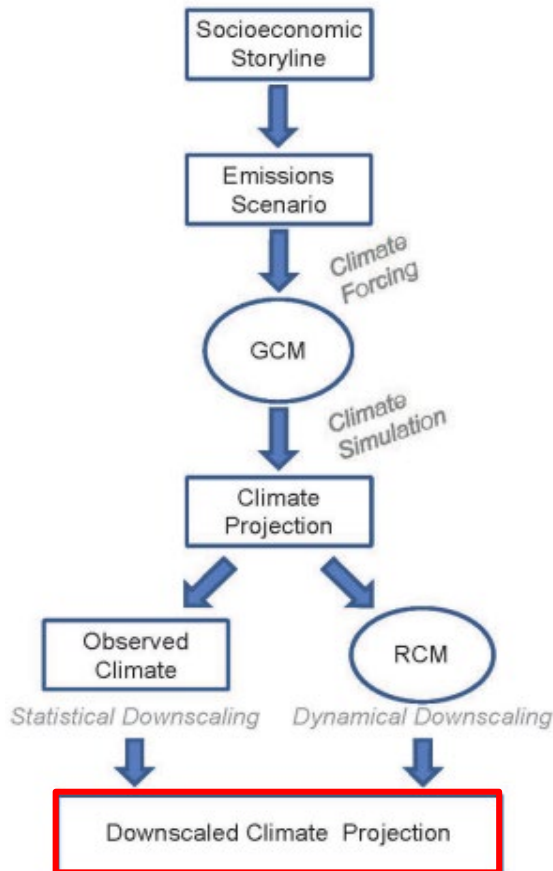 Socioeconomic
Storyline
Emissions
Scenario
Climate
Forcing
GCM
Climate
Simulation
Climate
Projection
Observed
Climate
RCM
Statistical Downscaling
Dynamical Downscaling
Downscaled Climate Projection